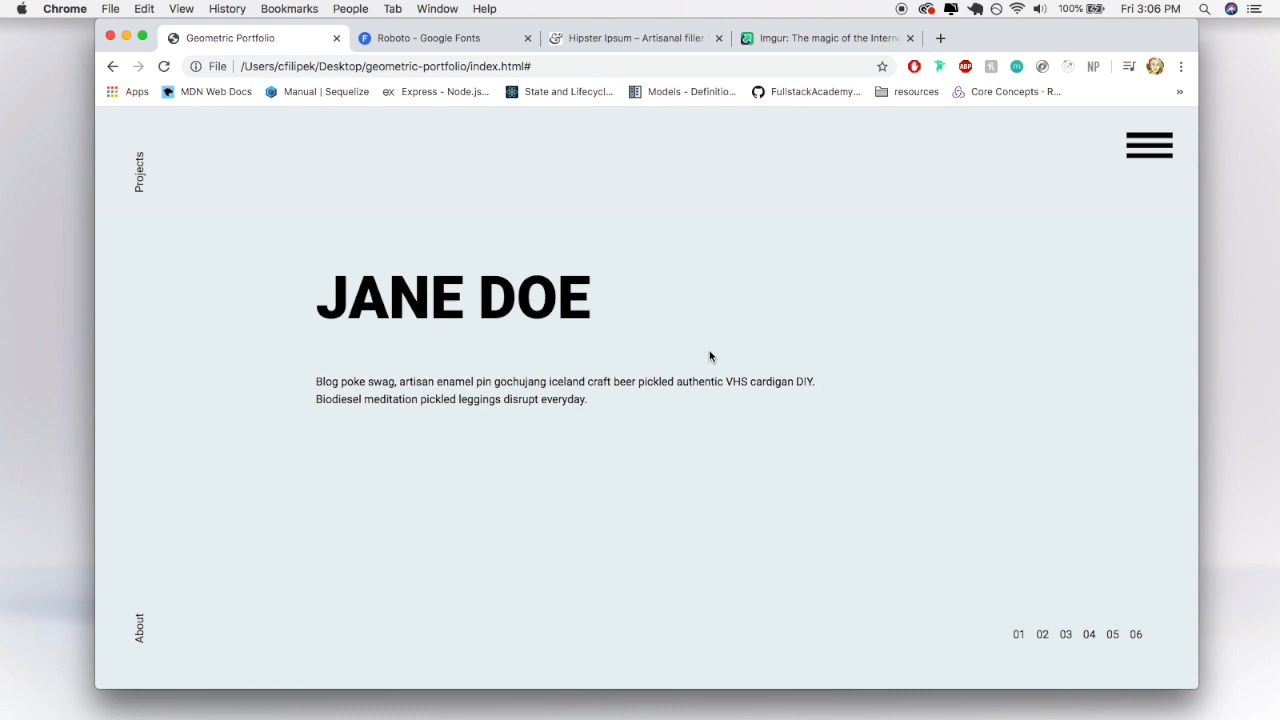 Chrome File Edit View History Bookmarks People Tab Window Help 100% Fri 3:06 PM
Geometric Portfolio Roboto - Google Fonts Hipster Ipsum – Artisanal filler Imgur: The magic of the Intern
File /Users/cfilipek/Desktop/geometric-portfolio/index.html# ABP m NP
Apps MDN Web Docs Manual | Sequelize ex Express - Node.js... State and Lifecycl... Models - Definitio... FullstackAcademy... resources Core Concepts · R... »
Projects
JANE DOE
Blog poke swag, artisan enamel pin gochujang iceland craft beer pickled authentic VHS cardigan DIY.
Biodiesel meditation pickled leggings disrupt everyday.
About
01 02 03 04 05 06